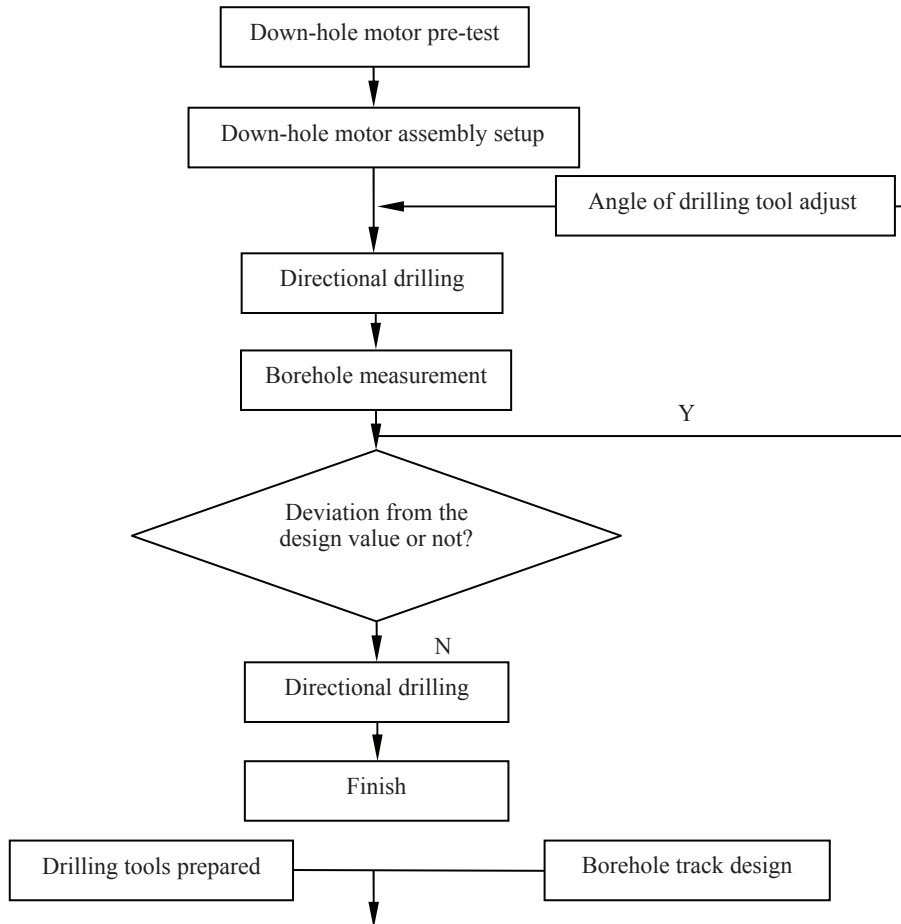 Down-hole motor pre-test
Down-hole motor assembly setup
Angle of drilling tool adjust
Directional drilling
Borehole measurement
Y
Deviation from the
design value or not?
N
Directional drilling
Finish
Drilling tools prepared
Borehole track design